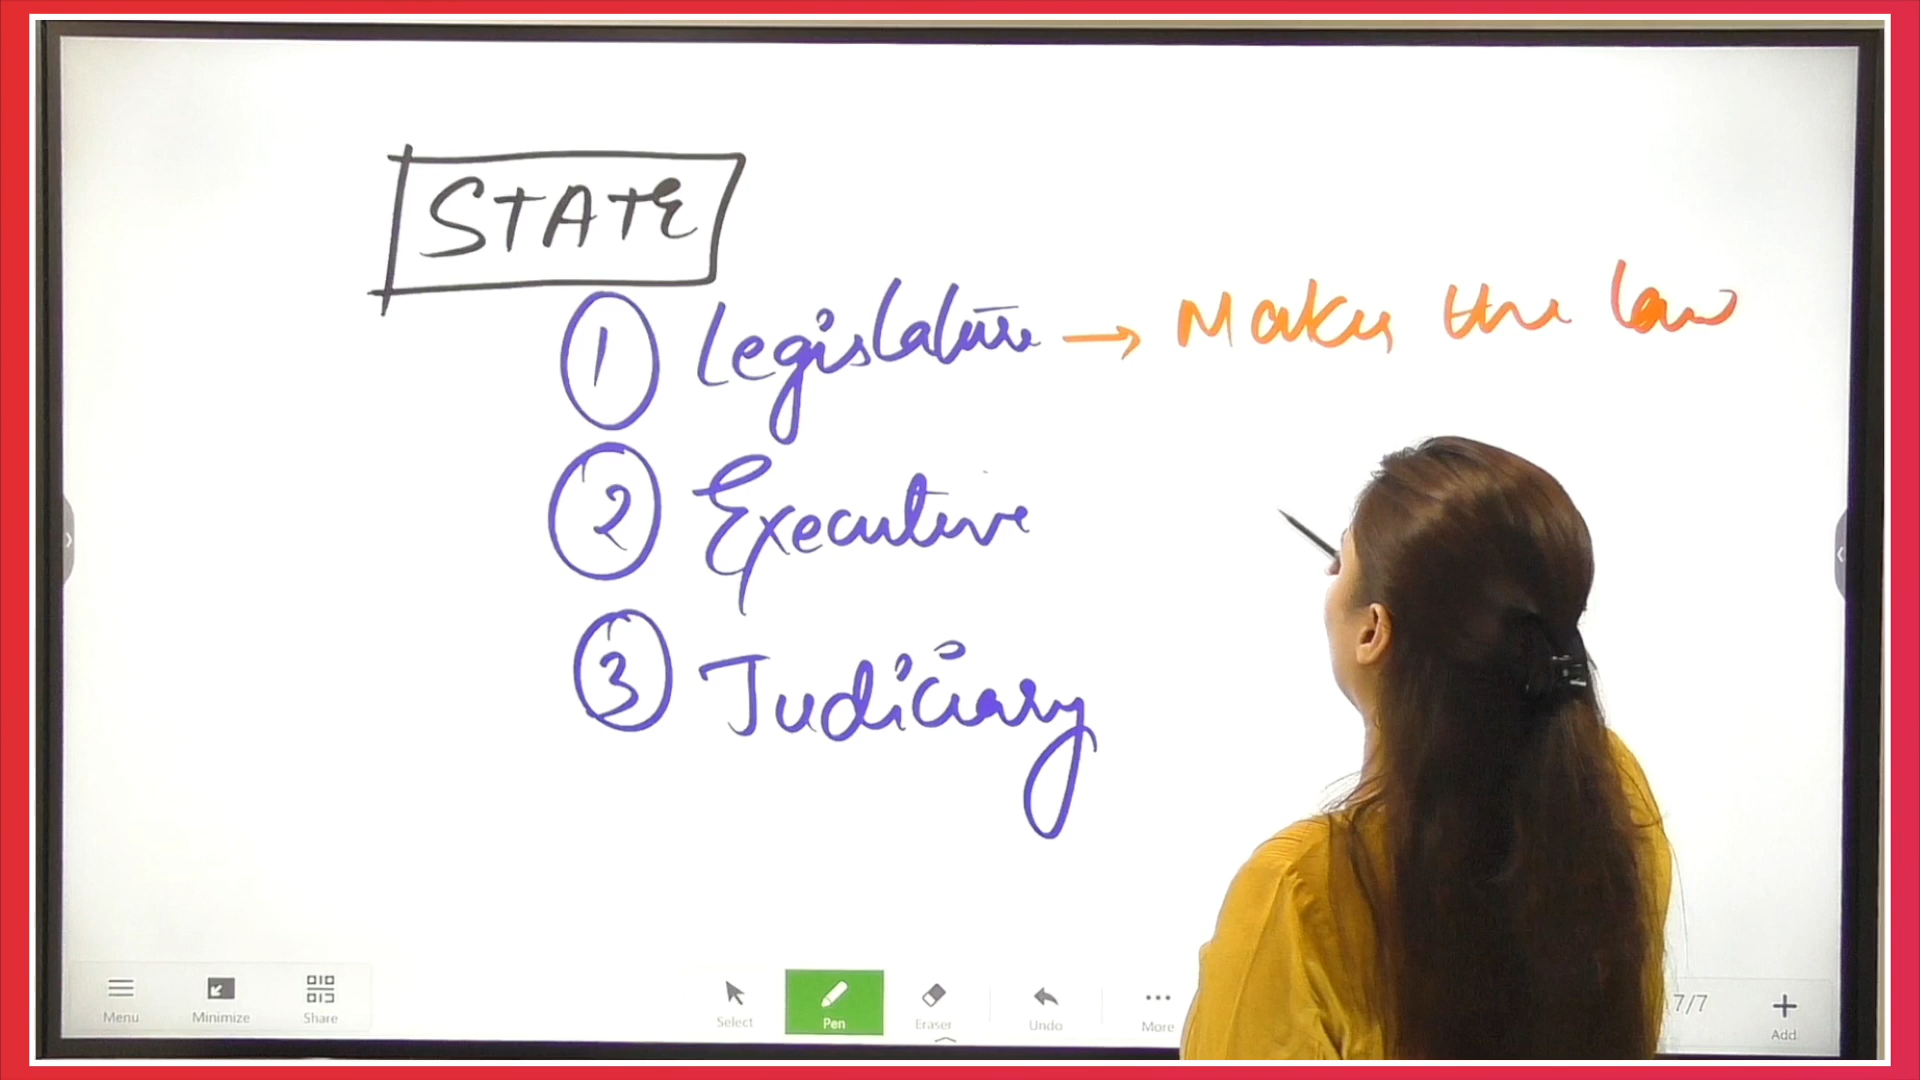 STATE
1 Legislature → Makes the law
2 Executive
3 Judiciary
Menu Minimize Share Select Pen Eraser Undo More 7/7 Add